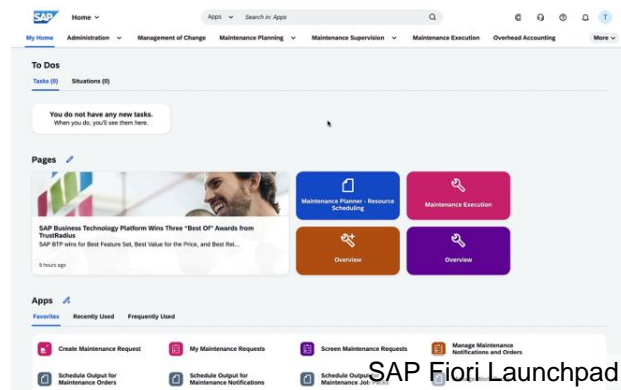 SAP Home Apps Search In: Apps T
My Home Administration Management of Change Maintenance Planning Maintenance Supervision Maintenance Execution Overhead Accounting More
To Dos
Tasks (0) Situations (0)
You do not have any new tasks.
When you do, you'll see them here.
Pages
Maintenance Planner - Resource
Scheduling
Maintenance Execution
SAP Business Technology Platform Wins Three "Best Of" Awards from
TrustRadius
SAP BTP wins for Best Feature Set, Best Value for the Price, and Best Rel...
9 hours ago
Overview
Overview
Apps
Favorites Recently Used Frequently Used
Create Maintenance Request My Maintenance Requests Screen Maintenance Requests Manage Maintenance
Notifications and Orders
Schedule Output for
Maintenance Orders
Schedule Output for
Maintenance Notifications
Schedule Output for
Maintenance Job
SAP Fiori Launchpad